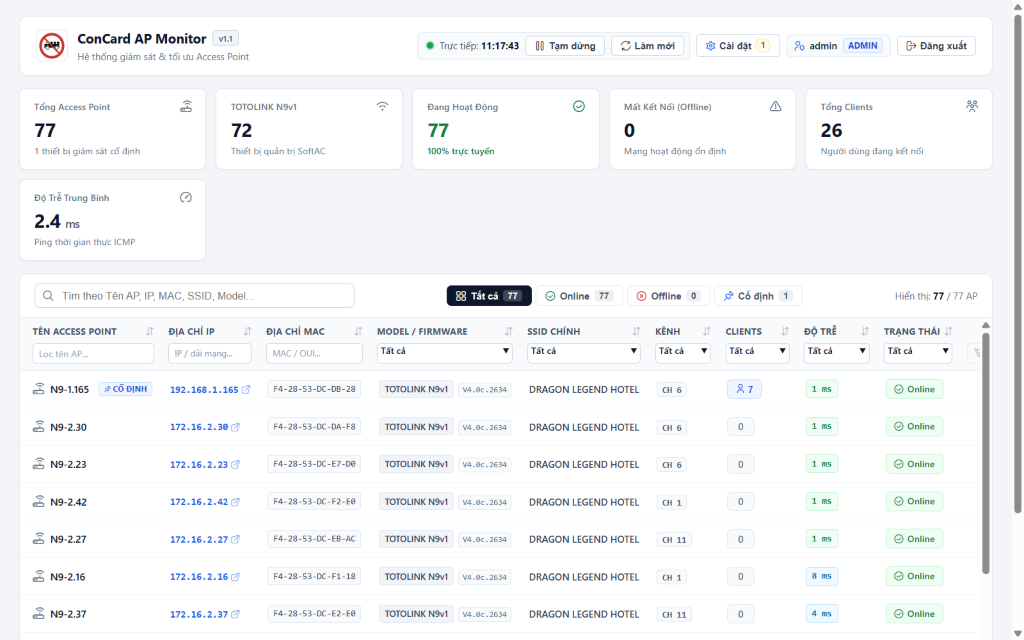 ConCard AP Monitor v1.1
Hệ thống giám sát & tối ưu Access Point
Trực tiếp: 11:17:43 Tạm dừng Làm mới Cài đặt 1 admin ADMIN Đăng xuất
Tổng Access Point
77
1 thiết bị giám sát cố định
TOTOLINK N9v1
72
Thiết bị quản trị SoftAC
Đang Hoạt Động
77
100% trực tuyến
Mất Kết Nối (Offline)
0
Mạng hoạt động ổn định
Tổng Clients
26
Người dùng đang kết nối
Độ Trễ Trung Bình
2.4 ms
Ping thời gian thực ICMP
Tìm theo Tên AP, IP, MAC, SSID, Model...
Tất cả 77 Online 77 Offline 0 Cố định 1
Hiển thị: 77 / 77 AP
TÊN ACCESS POINT ĐỊA CHỈ IP ĐỊA CHỈ MAC MODEL / FIRMWARE SSID CHÍNH KÊNH CLIENTS ĐỘ TRỄ TRẠNG THÁI
Lọc tên AP... IP / dải mạng... MAC / OUI... Tất cả Tất cả Tất cả Tất cả Tất cả Tất cả
N9-1.165 CỐ ĐỊNH 192.168.1.165 F4-28-53-DC-DB-28 TOTOLINK N9v1 V4.0c.2634 DRAGON LEGEND HOTEL CH 6 7 1 ms Online
N9-2.30 172.16.2.30 F4-28-53-DC-DA-F8 TOTOLINK N9v1 V4.0c.2634 DRAGON LEGEND HOTEL CH 6 0 1 ms Online
N9-2.23 172.16.2.23 F4-28-53-DC-E7-D0 TOTOLINK N9v1 V4.0c.2634 DRAGON LEGEND HOTEL CH 6 0 1 ms Online
N9-2.42 172.16.2.42 F4-28-53-DC-F2-E0 TOTOLINK N9v1 V4.0c.2634 DRAGON LEGEND HOTEL CH 1 0 1 ms Online
N9-2.27 172.16.2.27 F4-28-53-DC-EB-AC TOTOLINK N9v1 V4.0c.2634 DRAGON LEGEND HOTEL CH 11 0 1 ms Online
N9-2.16 172.16.2.16 F4-28-53-DC-F1-18 TOTOLINK N9v1 V4.0c.2634 DRAGON LEGEND HOTEL CH 1 0 8 ms Online
N9-2.37 172.16.2.37 F4-28-53-DC-E2-E0 TOTOLINK N9v1 V4.0c.2634 DRAGON LEGEND HOTEL CH 11 0 4 ms Online